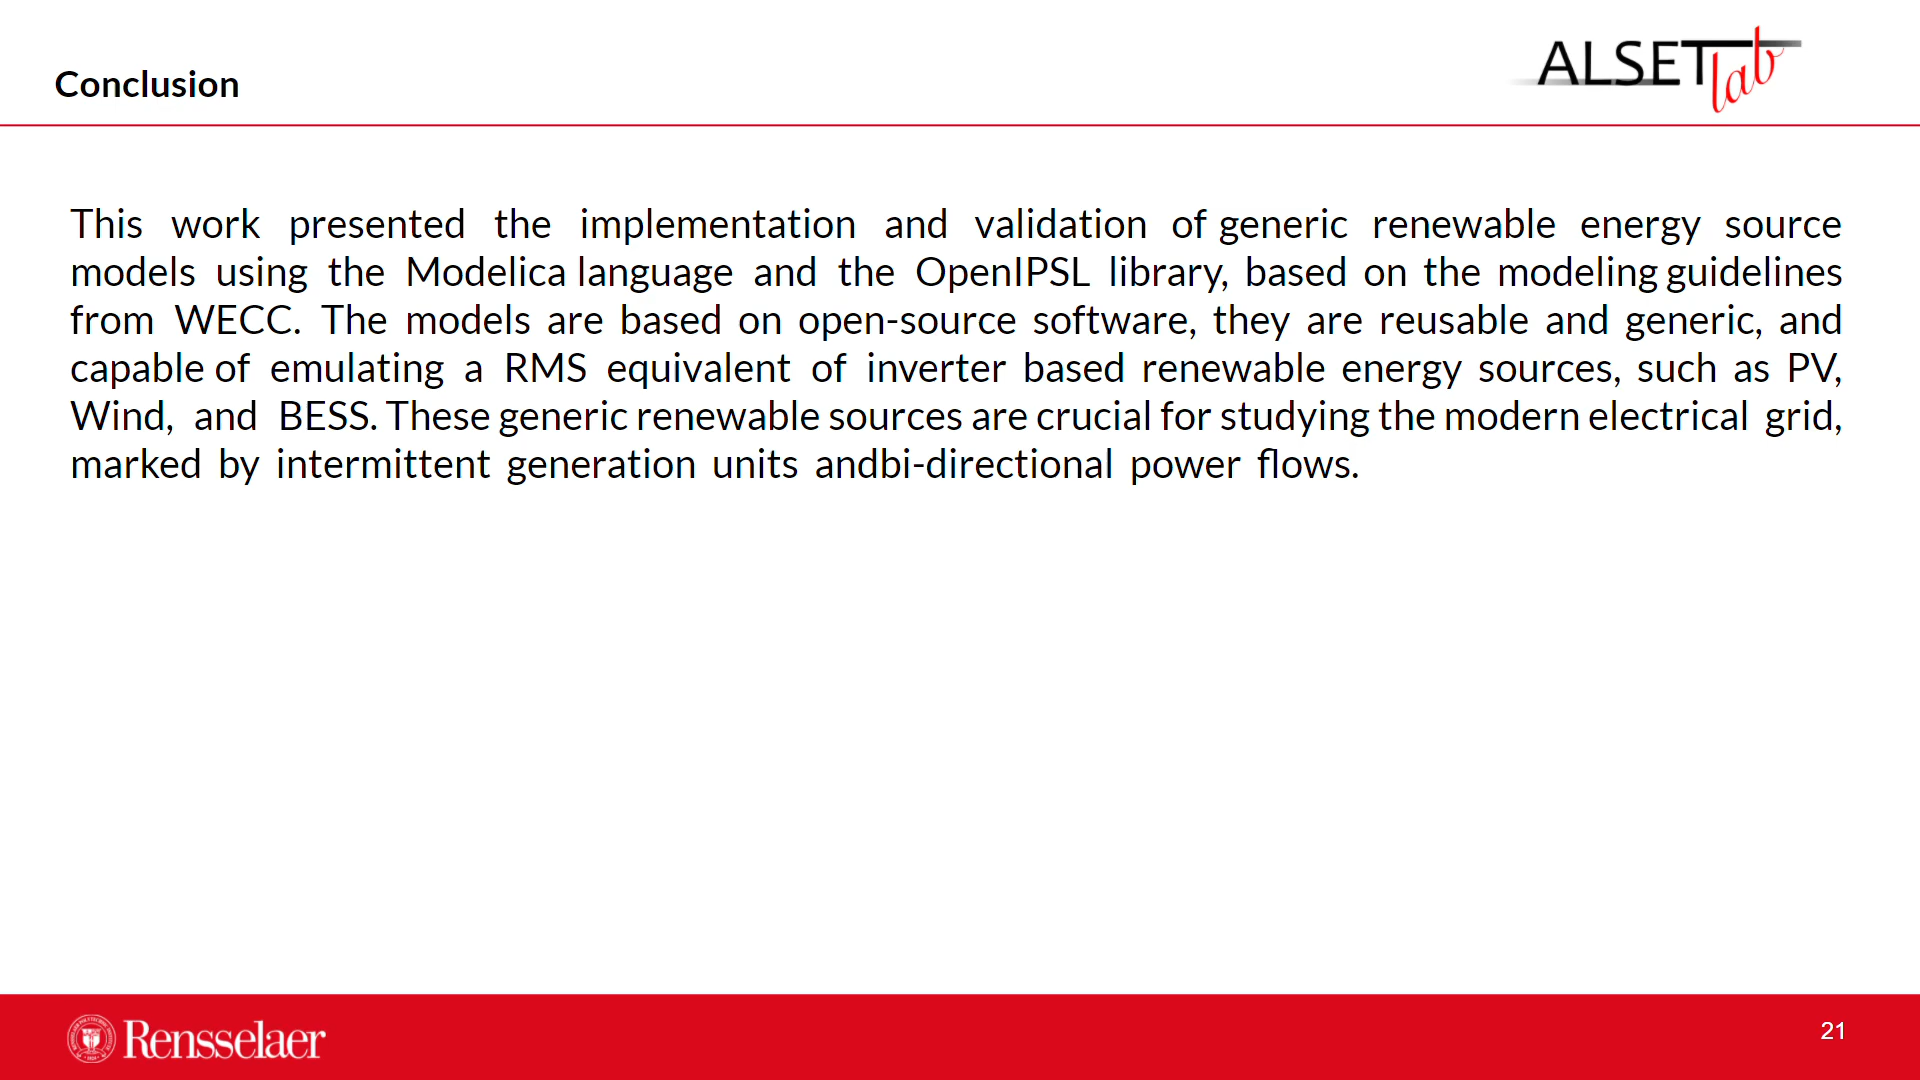 Conclusion
ALSETlab
This work presented the implementation and validation of generic renewable energy source
models using the Modelica language and the OpenIPSL library, based on the modeling guidelines
from WECC. The models are based on open-source software, they are reusable and generic, and
capable of emulating a RMS equivalent of inverter based renewable energy sources, such as PV,
Wind, and BESS. These generic renewable sources are crucial for studying the modern electrical grid,
marked by intermittent generation units andbi-directional power flows.
Rensselaer
21